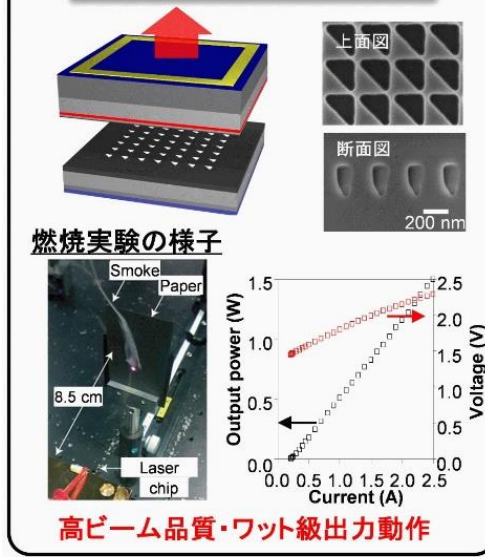 上面図
断面図
200 nm
燃焼実験の様子
Smoke
Paper
8.5 cm
Laser
chip
1.5
1.0
0.5
0.0
Output power (W)
2.5
2.0
1.5
1.0
0.5
0.0
Voltage (V)
0.0 0.5 1.0 1.5 2.0 2.5
Current (A)
高ビーム品質・ワット級出力動作